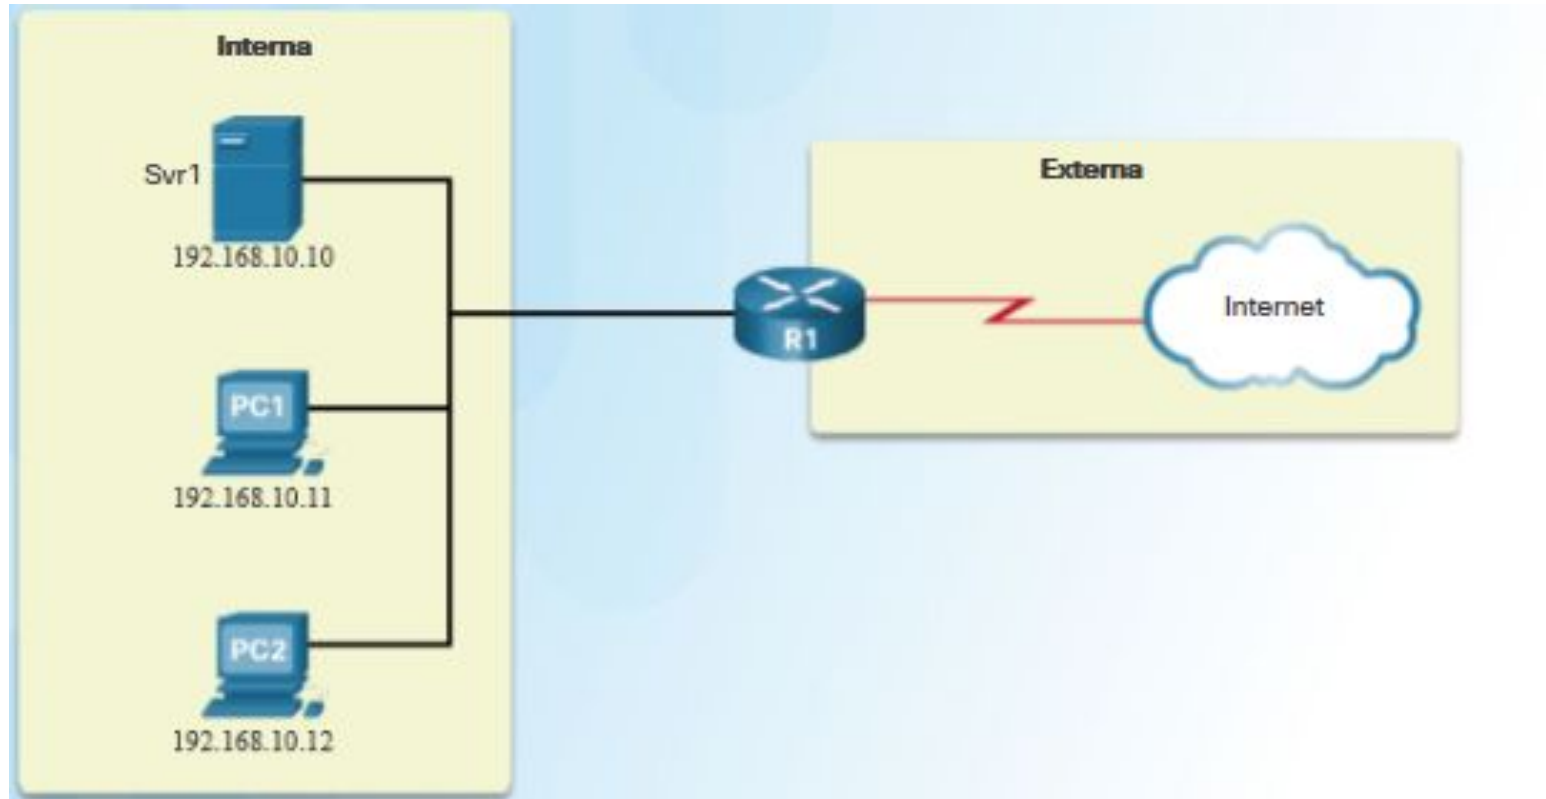 Interna
Svr1
192.168.10.10
PC1
192.168.10.11
PC2
192.168.10.12
R1
Externa
Internet